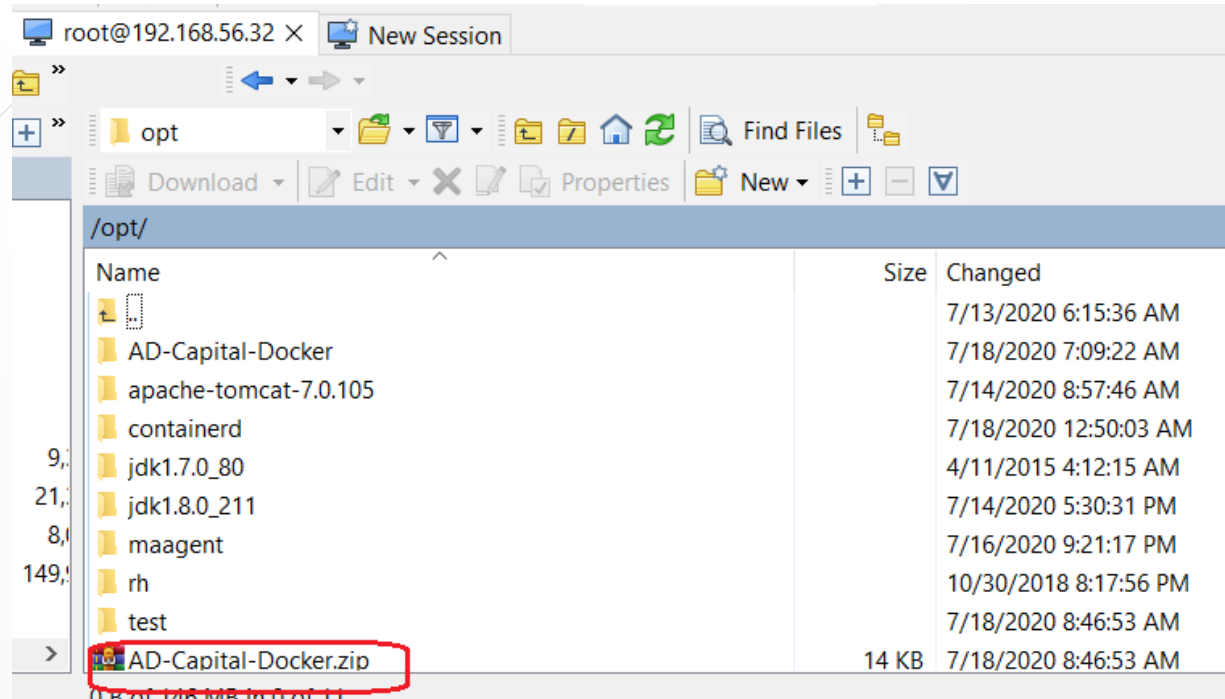 root@192.168.56.32 × New Session
opt Find Files
Download Edit Properties New
/opt/
Name Size Changed
.. 7/13/2020 6:15:36 AM
AD-Capital-Docker 7/18/2020 7:09:22 AM
apache-tomcat-7.0.105 7/14/2020 8:57:46 AM
containerd 7/18/2020 12:50:03 AM
jdk1.7.0_80 4/11/2015 4:12:15 AM
jdk1.8.0_211 7/14/2020 5:30:31 PM
maagent 7/16/2020 9:21:17 PM
rh 10/30/2018 8:17:56 PM
test 7/18/2020 8:46:53 AM
AD-Capital-Docker.zip 14 KB 7/18/2020 8:46:53 AM